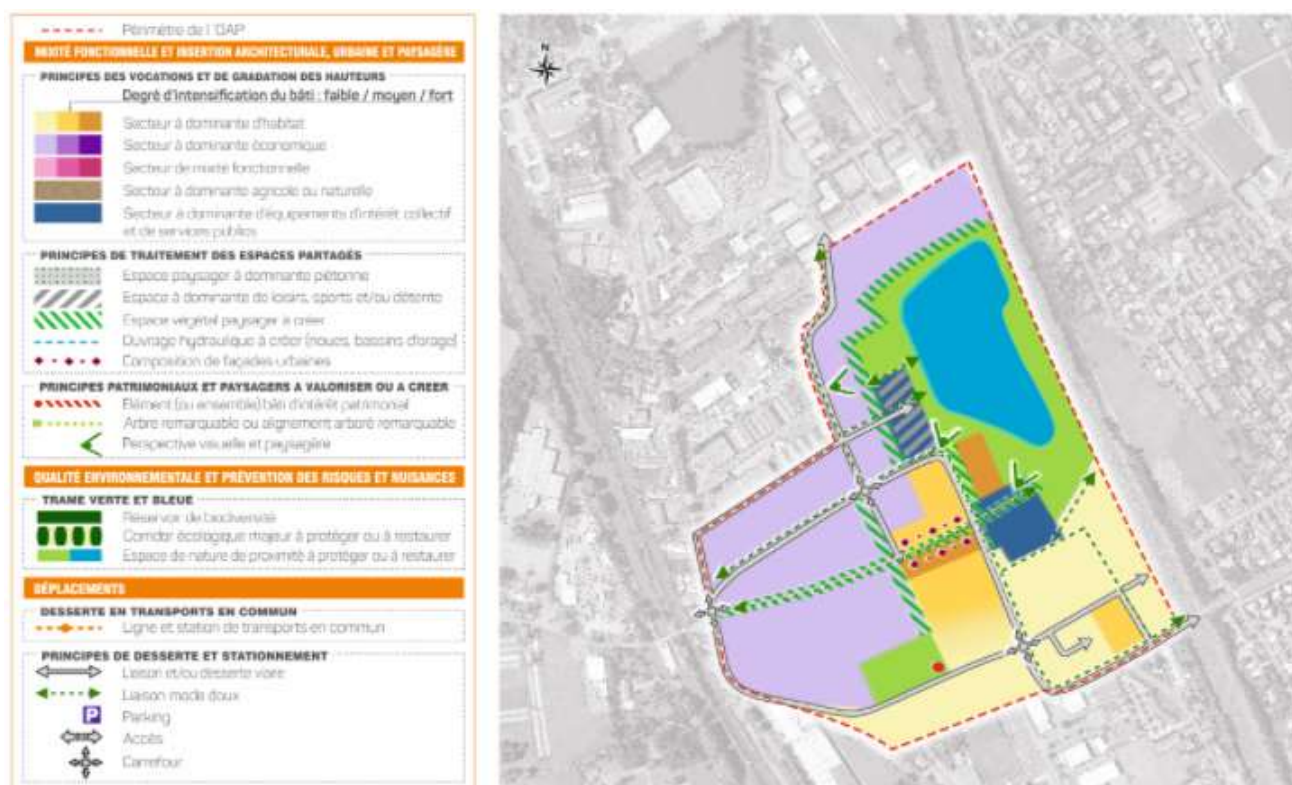 Périmètre de l'OAP
MIXITÉ FONCTIONNELLE ET INSERTION ARCHITECTURALE, URBAINE ET PAYSAGÈRE
PRINCIPES DES VOCATIONS ET DE GRADATION DES HAUTEURS
Degré d'intensification du bâti : faible / moyen / fort
Secteur à dominante d'habitat
Secteur à dominante économique
Secteur de mixité fonctionnelle
Secteur à dominante agricole ou naturelle
Secteur à dominante d'équipements d'intérêt collectif
et de services publics
PRINCIPES DE TRAITEMENT DES ESPACES PARTAGÉS
Espace paysager à dominante piétonne
Espace à dominante de loisirs, sports et/ou détente
Espace végétal paysager à créer
Ouvrage hydraulique à créer (noues, bassins d'orage)
Composition de façades urbaines
PRINCIPES PATRIMONIAUX ET PAYSAGERS A VALORISER OU A CREER
Elément (ou ensemble) bâti d'intérêt patrimonial
Arbre remarquable ou alignement arboré remarquable
Perspective visuelle et paysagère
QUALITÉ ENVIRONNEMENTALE ET PRÉVENTION DES RISQUES ET NUISANCES
TRAME VERTE ET BLEUE
Réservoir de biodiversité
Corridor écologique majeur à protéger ou à restaurer
Espace de nature de proximité à protéger ou à restaurer
DÉPLACEMENTS
DESSERTE EN TRANSPORTS EN COMMUN
Ligne et station de transports en commun
PRINCIPES DE DESSERTE ET STATIONNEMENT
Liaison et/ou desserte voirie
Liaison mode doux
P Parking
Accès
Carrefour
N